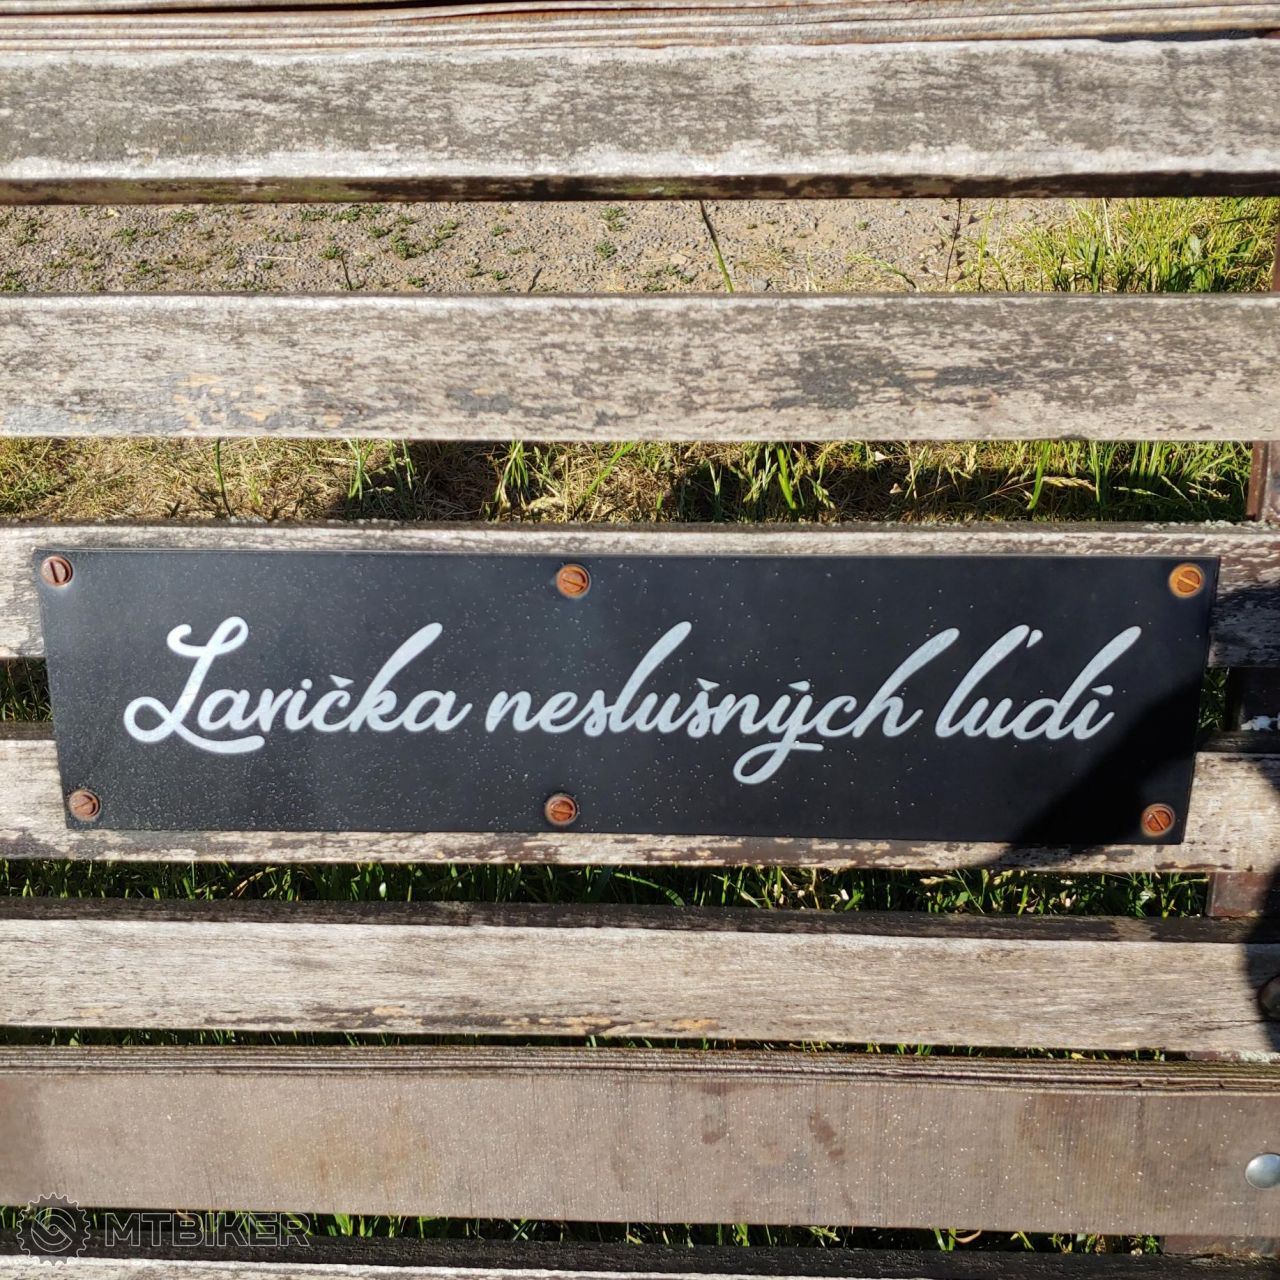 Lavička neslušných ľudí
MTBIKER